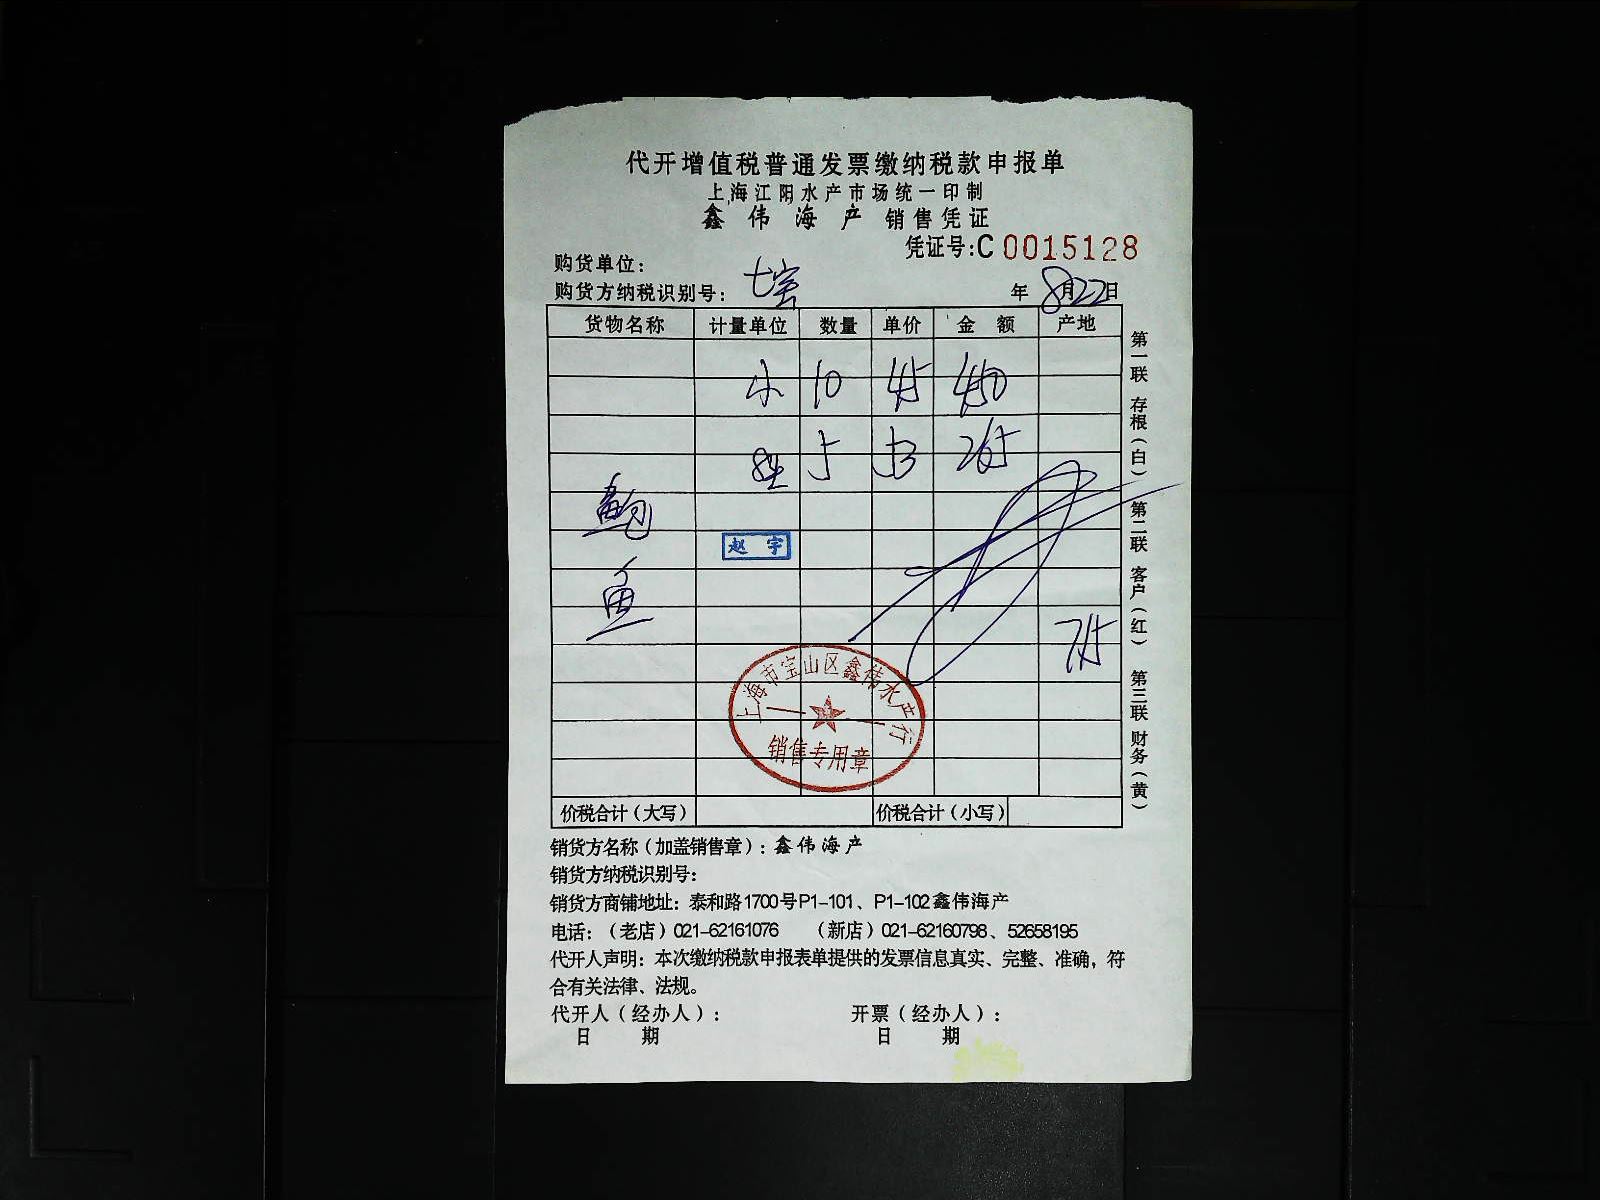 代开增值税普通发票缴纳税款申报单
上海江阳水产市场统一印制
鑫伟海产 销售凭证
凭证号:C 0015128
购货单位:
七宝
购货方纳税识别号: 年 8月22日
货物名称 计量单位 数量 单价 金额 产地
小 10 45 450
5 53 265
鲍
赵宇
鱼
715
上海市宝山区鑫伟水产行
销售专用章
价税合计(大写) 价税合计(小写)
第一联 存根(白) 第二联 客户(红) 第三联 财务(黄)
销货方名称(加盖销售章):鑫伟海产
销货方纳税识别号:
销货方商铺地址:泰和路1700号P1-101、P1-102鑫伟海产
电话:(老店)021-62161076 (新店)021-62160798、52658195
代开人声明:本次缴纳税款申报表单提供的发票信息真实、完整、准确,符
合有关法律、法规。
代开人(经办人): 开票(经办人):
日 期 日 期